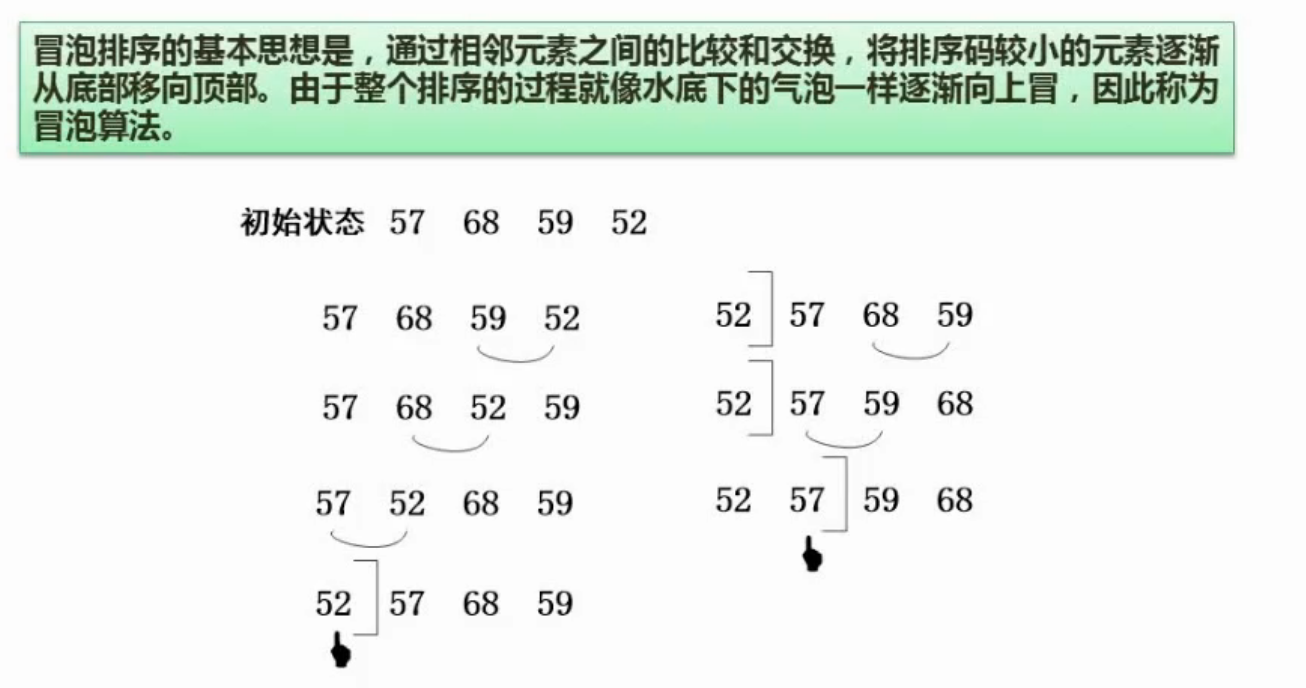 冒泡排序的基本思想是，通过相邻元素之间的比较和交换，将排序码较小的元素逐渐
从底部移向顶部。由于整个排序的过程就像水底下的气泡一样逐渐向上冒，因此称为
冒泡算法。
初始状态 57 68 59 52
57 68 59 52
57 68 52 59
57 52 68 59
52 57 68 59
52 57 68 59
52 57 59 68
52 57 59 68